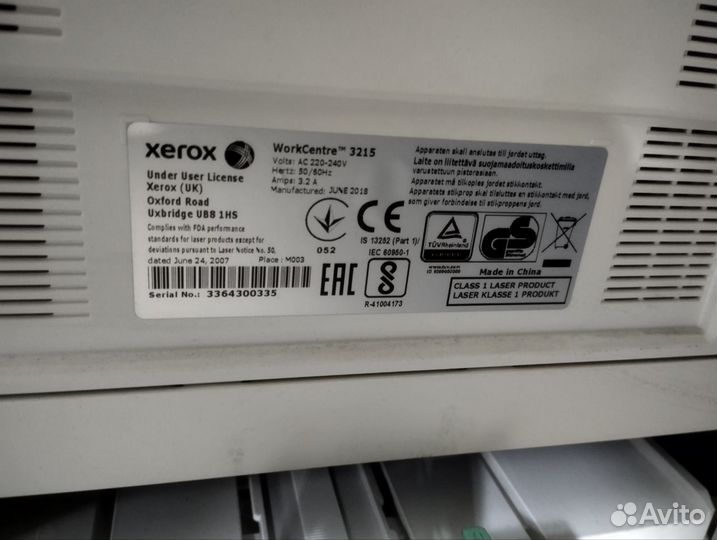 xerox
WorkCentre™ 3215
Volts: AC 220-240V
Hertz: 50/60Hz
Amps: 3.2 A
Manufactured: JUNE 2018
Under User License
Xerox (UK)
Oxford Road
Uxbridge UB8 1HS
Complies with FDA performance
standards for laser products except for
deviations pursuant to Laser Notice No. 50,
dated June 24, 2007 Place : M003
Serial No.: 3364300335
052
CE
IS 13252 (Part 1)/
IEC 60950-1
EAC
R-41004173
Apparaten skall anslutas till jordat uttag.
Laite on liitettävä suojamaadoituskoskettimilla
varustettuun pistorasiaan.
Apparatet må tilkoples jordet stikkontakt.
Apparatet skal tilsluttes en stikkontakt med jord,
som giver forbindelse til stikproppens jord.
TÜVRheinland
GS
Made in China
CLASS 1 LASER PRODUCT
LASER KLASSE 1 PRODUKT
Avito